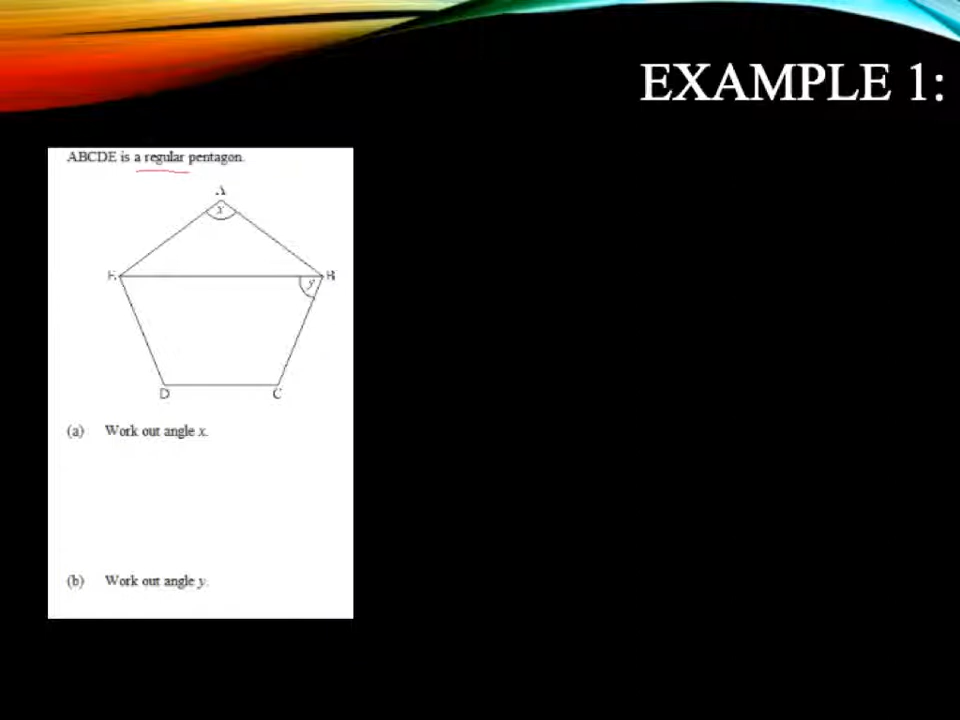 EXAMPLE 1:
ABCDE is a regular pentagon.
A
x
E
B
y
D
C
(a) Work out angle x.
(b) Work out angle y.